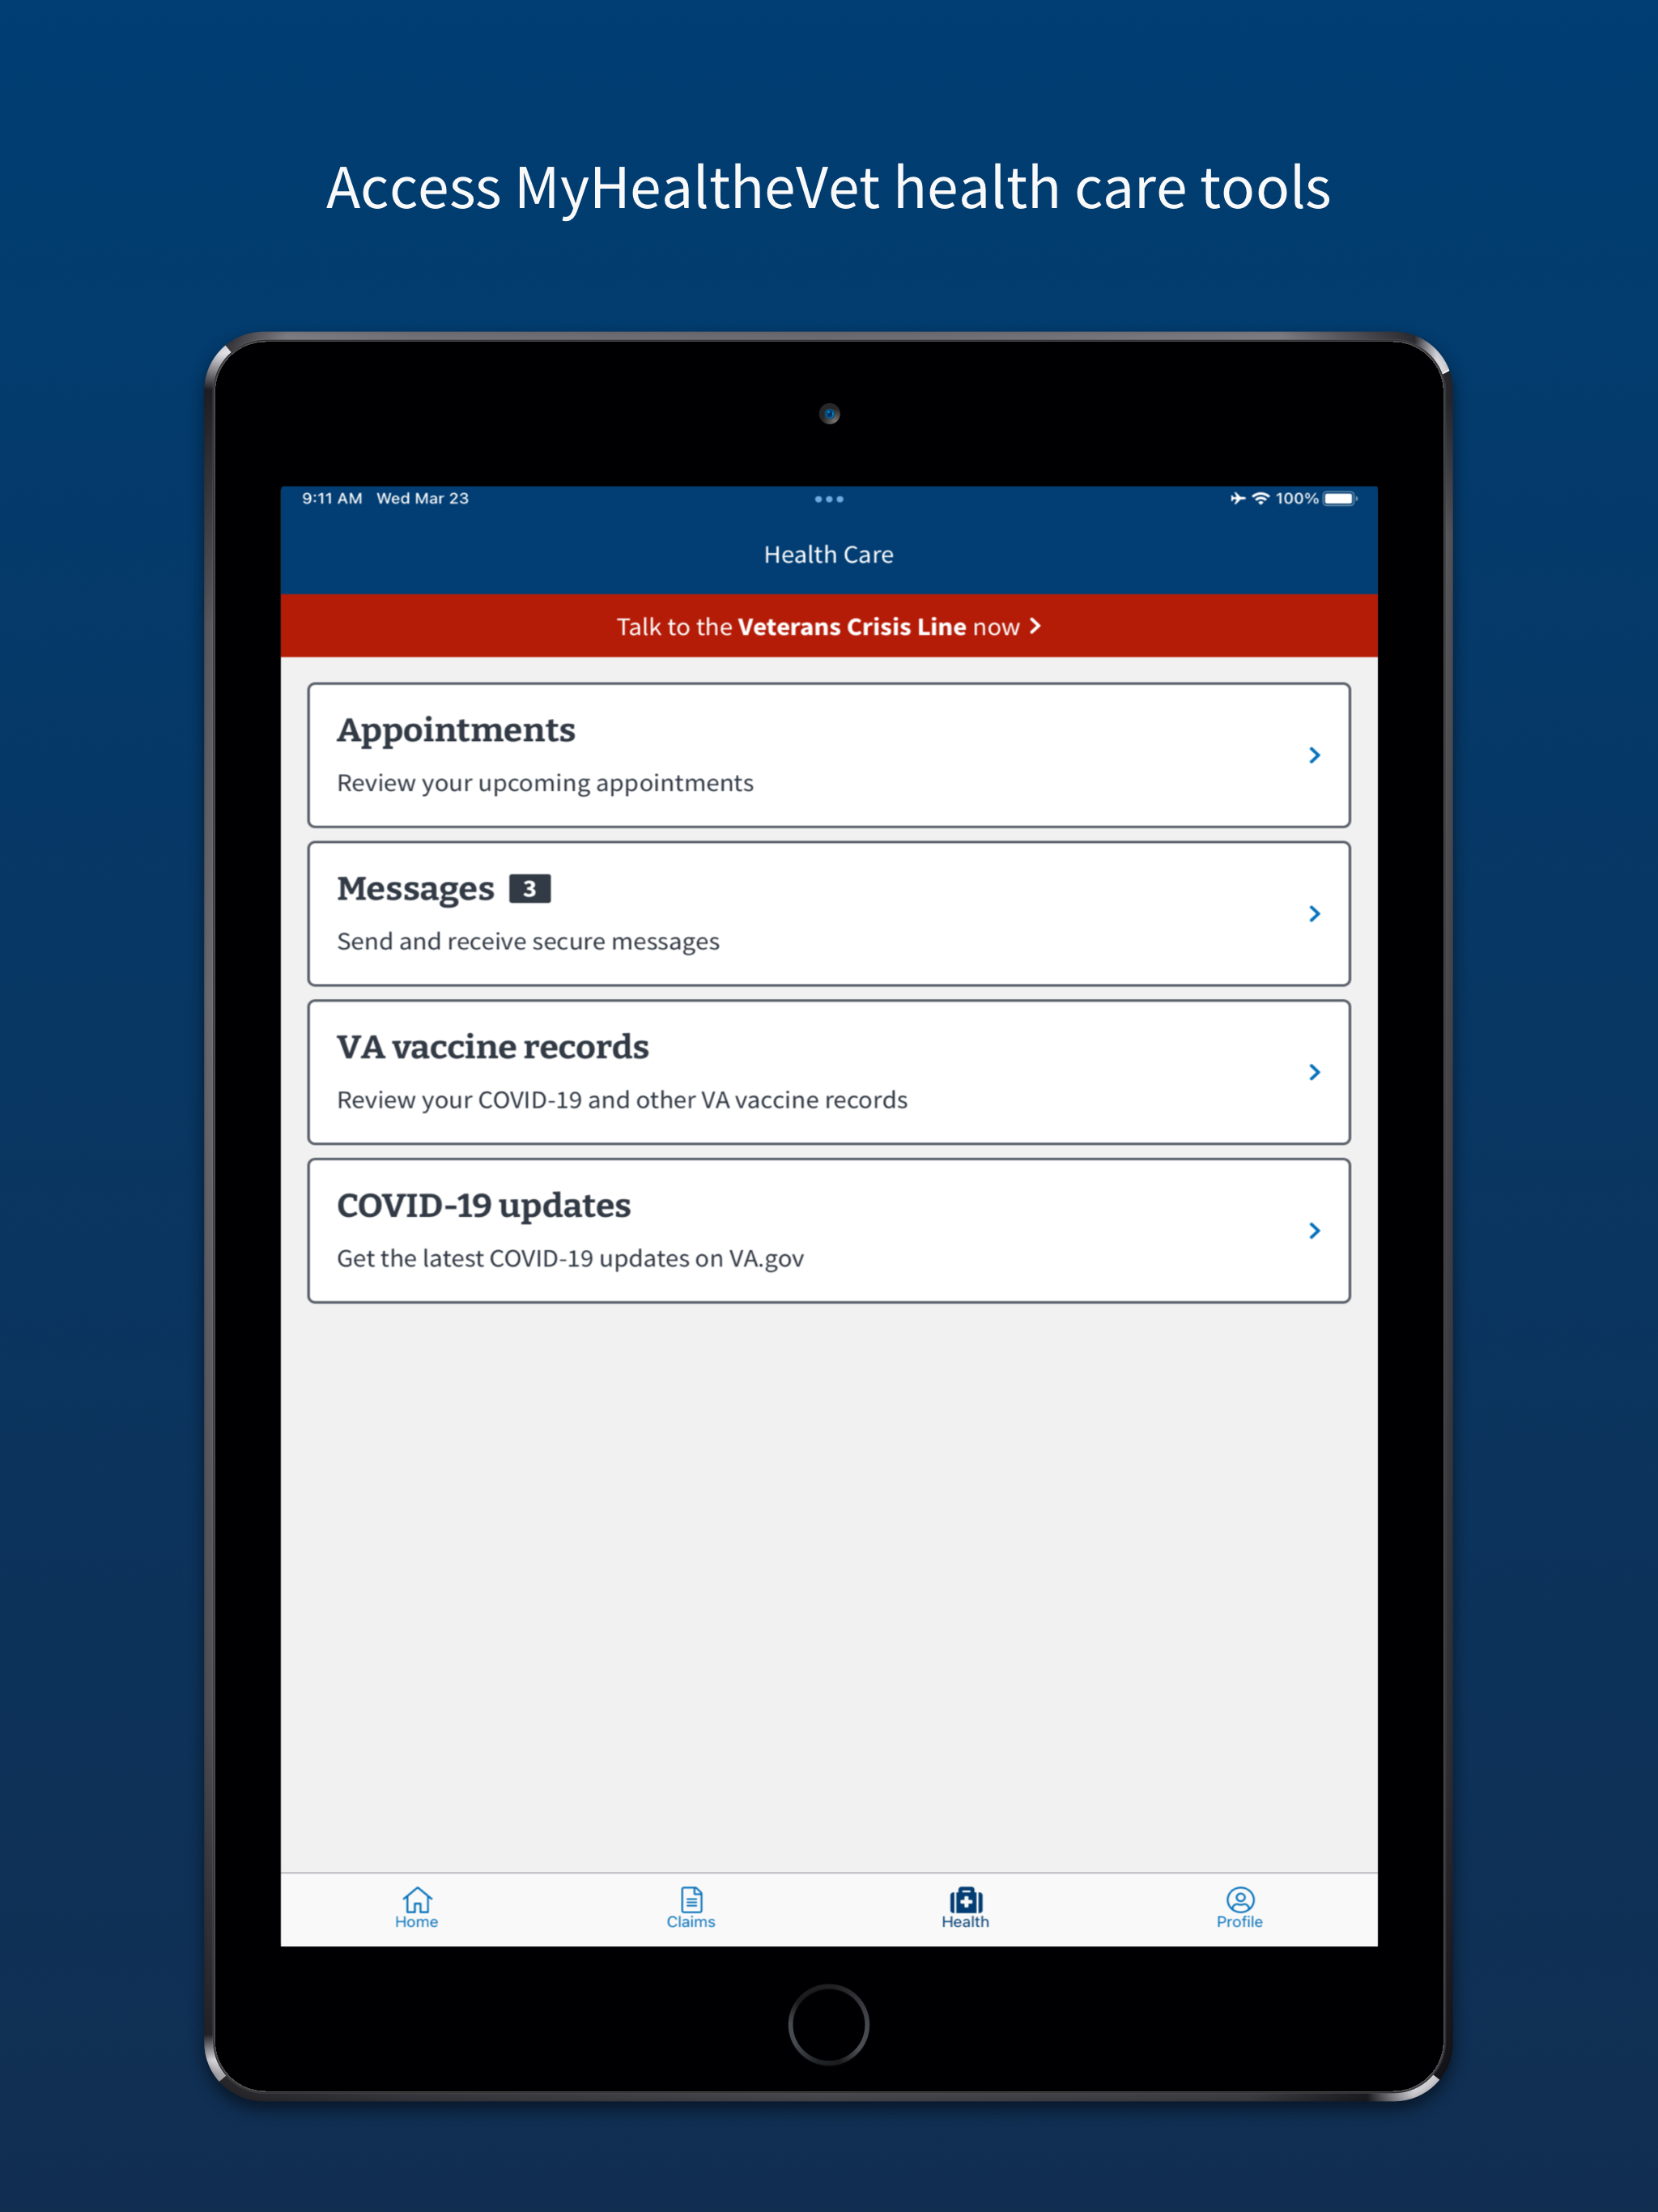 Access MyHealtheVet health care tools
9:11 AM Wed Mar 23
100%
Health Care
Talk to the Veterans Crisis Line now
Appointments
Review your upcoming appointments
Messages 3
Send and receive secure messages
VA vaccine records
Review your COVID-19 and other VA vaccine records
COVID-19 updates
Get the latest COVID-19 updates on VA.gov
Home Claims Health Profile